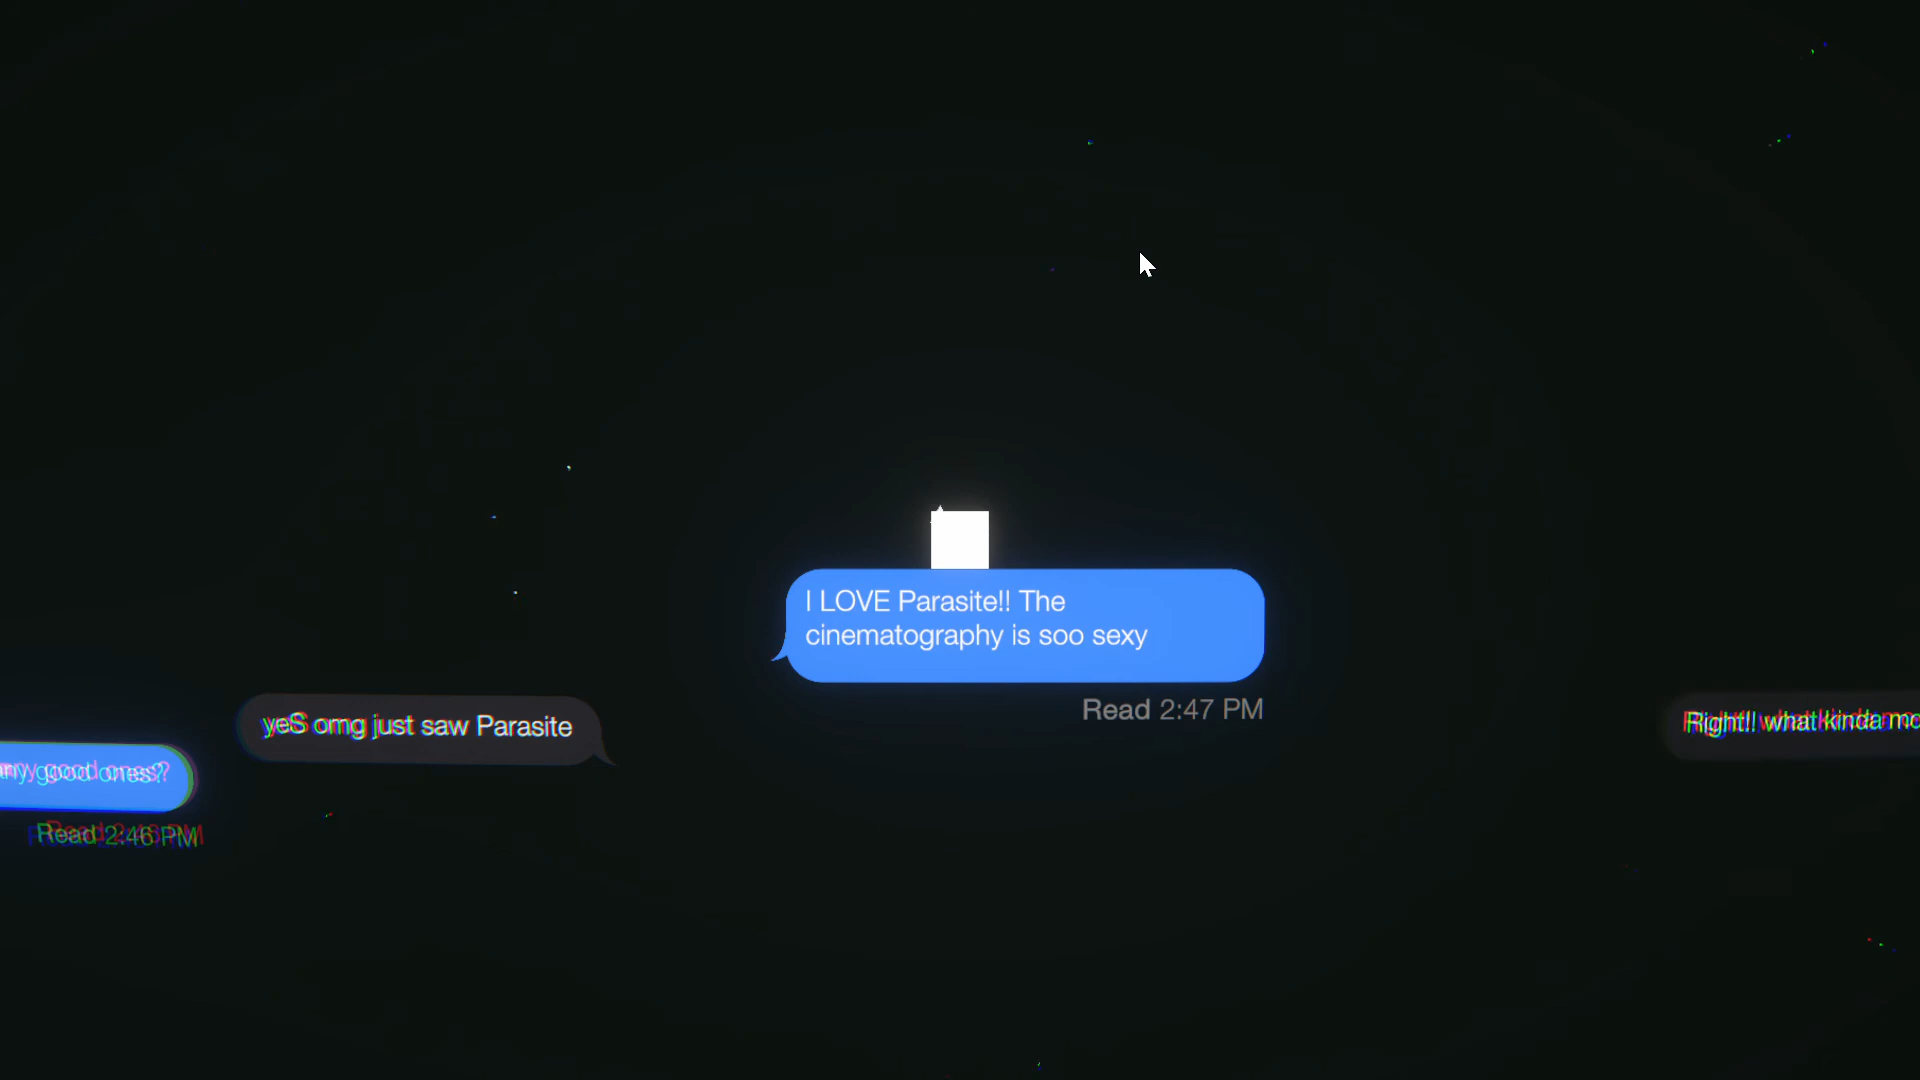 I LOVE Parasite!! The
cinematography is soo sexy
Read 2:47 PM
yeS omg just saw Parasite
good ones?
Read 2:46 PM
Right!! what kinda